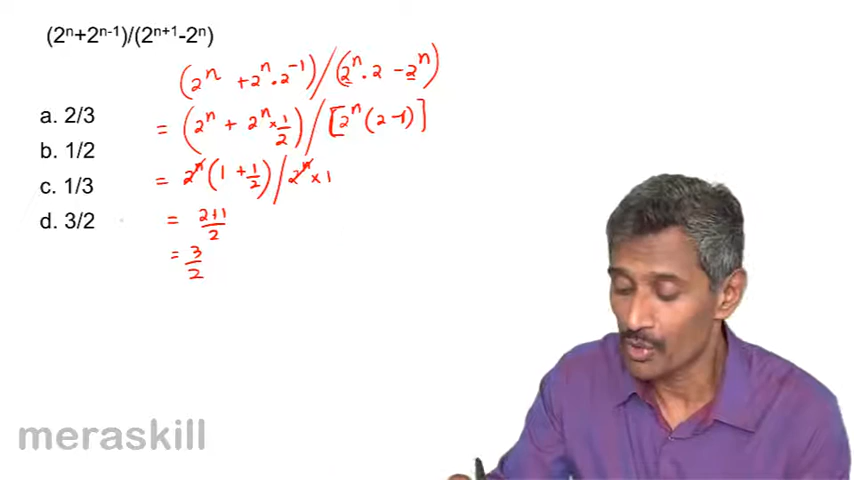 (2ⁿ+2ⁿ⁻¹)/(2ⁿ⁺¹-2ⁿ)
(2ⁿ + 2ⁿ · 2⁻¹) / (2ⁿ · 2 - 2ⁿ)
a. 2/3
= (2ⁿ + 2ⁿ × 1/2) / [2ⁿ (2-1)]
b. 1/2
= 2ⁿ (1 + 1/2) / 2ⁿ × 1
c. 1/3
d. 3/2
= 2+1/2
= 3/2
meraskill